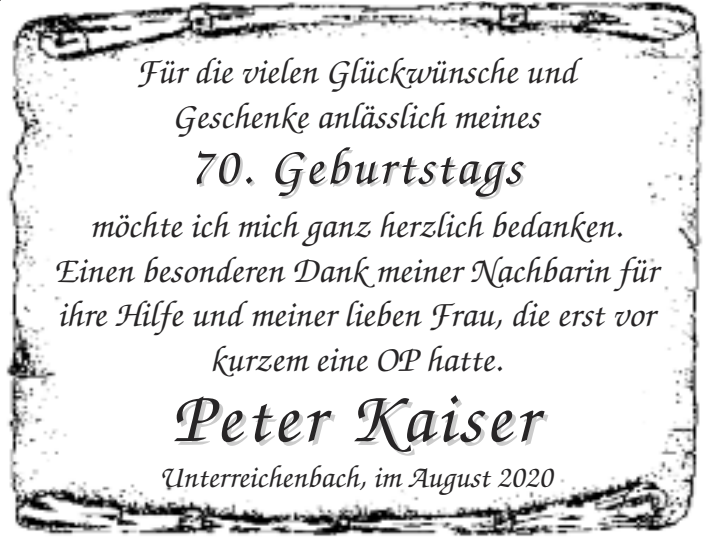 Für die vielen Glückwünsche und
Geschenke anlässlich meines
70. Geburtstags
möchte ich mich ganz herzlich bedanken.
Einen besonderen Dank meiner Nachbarin für
ihre Hilfe und meiner lieben Frau, die erst vor
kurzem eine OP hatte.
Peter Kaiser
Unterreichenbach, im August 2020